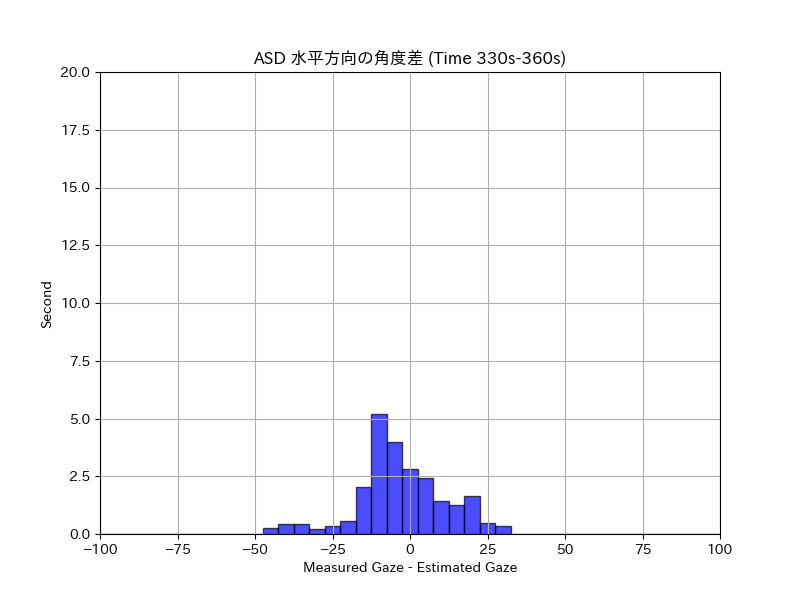 ASD 水平方向の角度差 (Time 330s-360s)
20.0
17.5
15.0
12.5
10.0
7.5
5.0
2.5
0.0
Second
−100 −75 −50 −25 0 25 50 75 100
Measured Gaze - Estimated Gaze